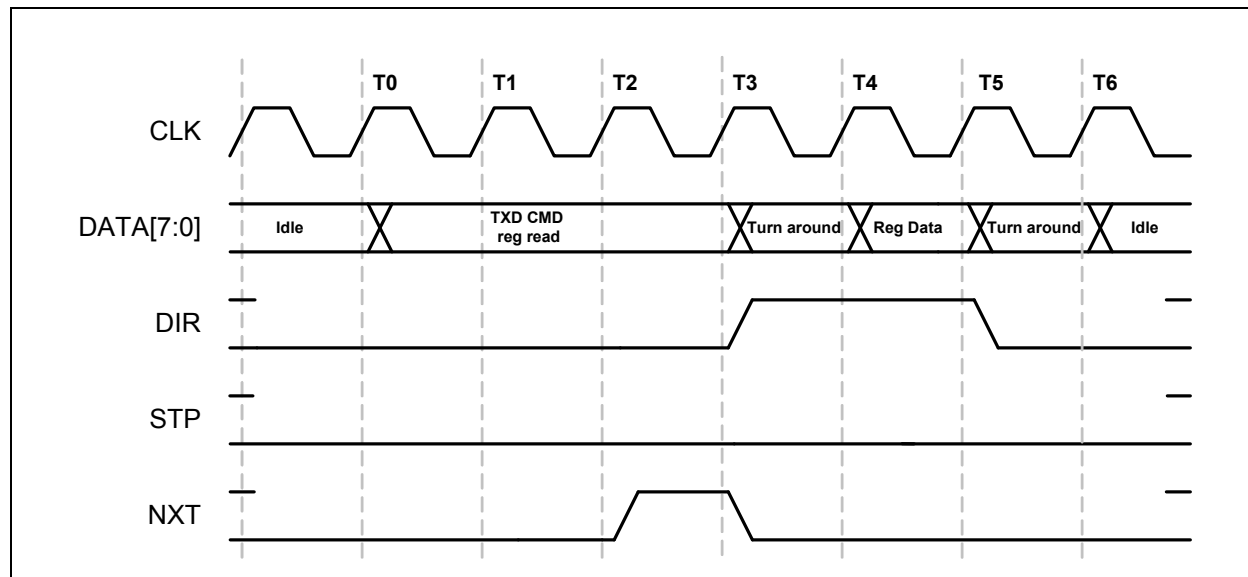 T0 T1 T2 T3 T4 T5 T6
CLK
DATA[7:0] Idle TXD CMD Turn around Reg Data Turn around Idle
reg read
DIR
STP
NXT